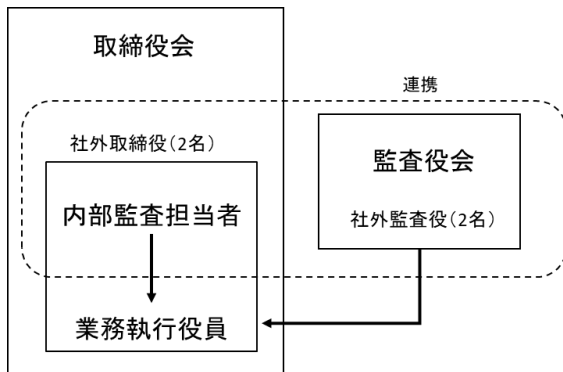 取締役会
連携
社外取締役(2名)
監査役会
内部監査担当者
社外監査役(2名)
業務執行役員